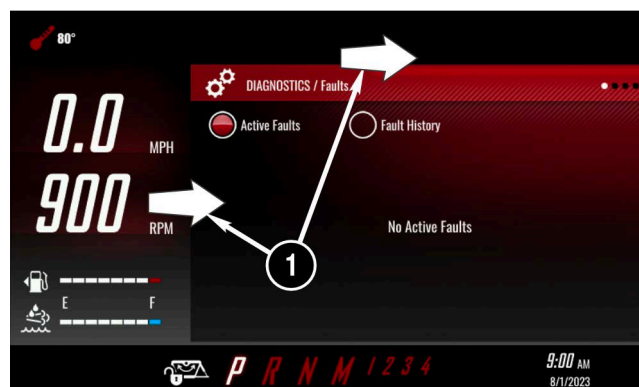 80°
DIAGNOSTICS / Faults
Active Faults Fault History
0.0 MPH
900 RPM
No Active Faults
1
E F
P R N M 1 2 3 4
9:00 AM
8/1/2023